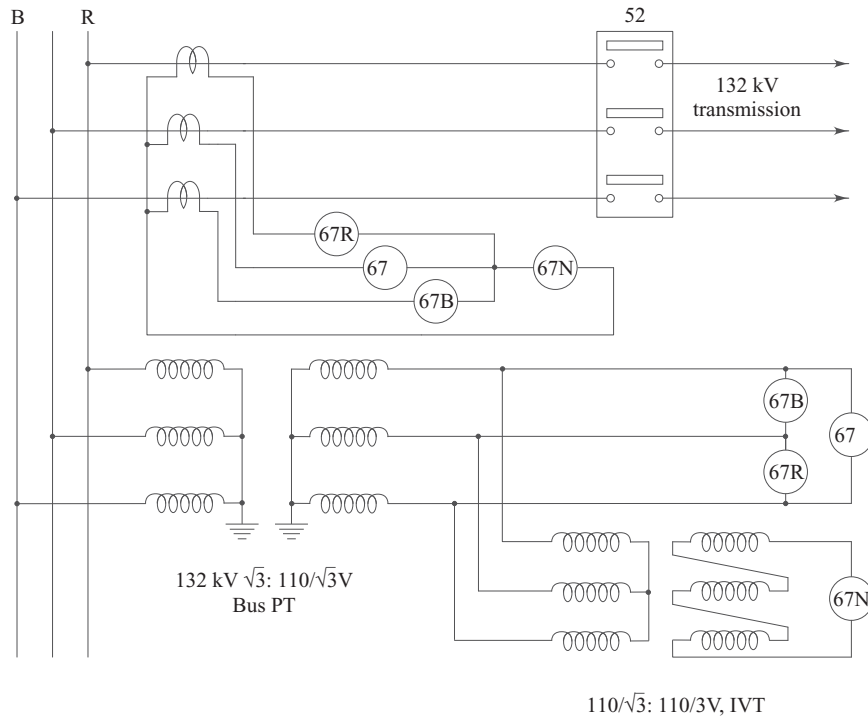 B
R
52
132 kV
transmission
67R
67
67N
67B
67B
67
67R
132 kV √3: 110/√3V
Bus PT
67N
110/√3: 110/3V, IVT